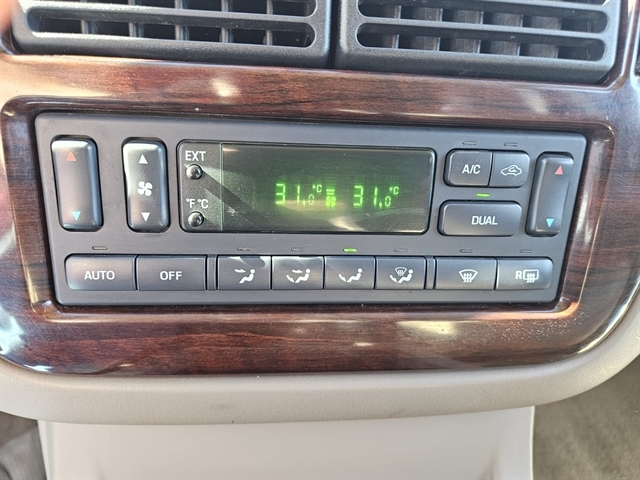 EXT
31.0 °C 31.0 °C
A/C
°F °C
DUAL
AUTO OFF
R